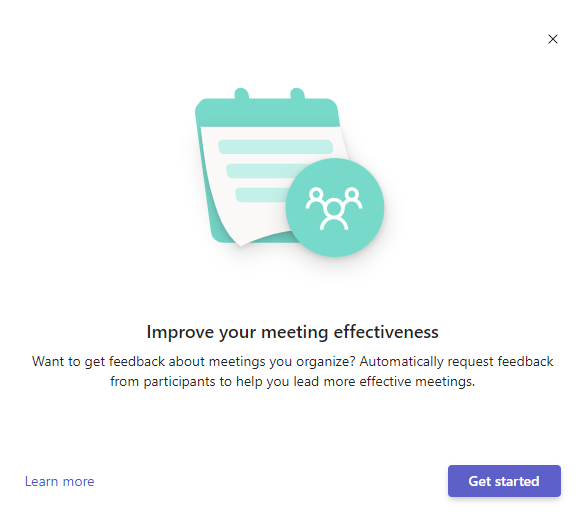 Improve your meeting effectiveness
Want to get feedback about meetings you organize? Automatically request feedback
from participants to help you lead more effective meetings.
Learn more
Get started